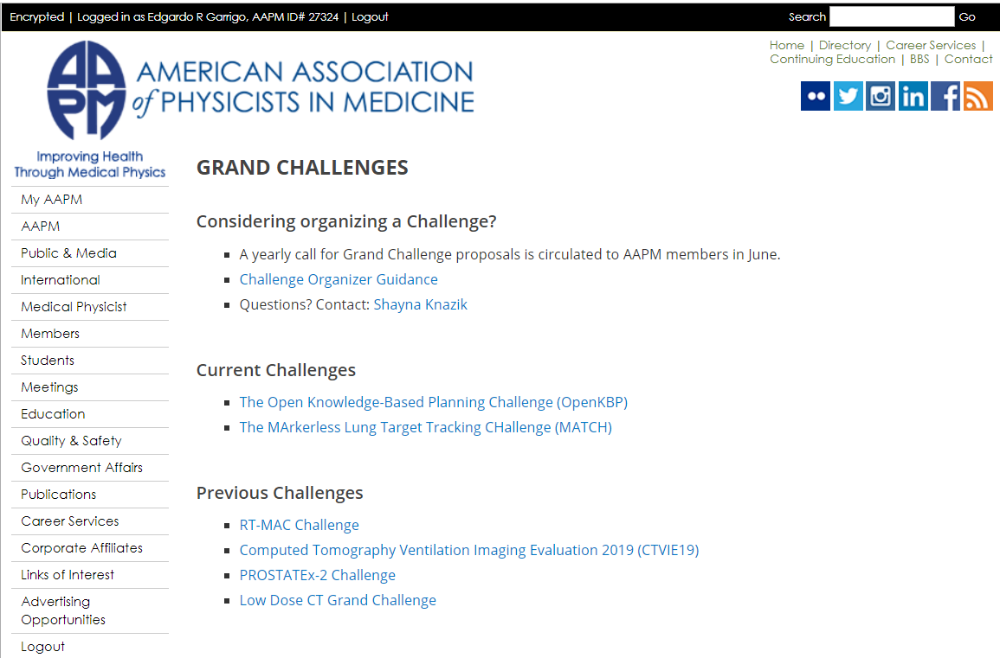 Encrypted | Logged in as Edgardo R Garrigo, AAPM ID# 27324 | Logout
Search
Go
Home | Directory | Career Services |
Continuing Education | BBS | Contact
AAPM
AMERICAN ASSOCIATION
of PHYSICISTS IN MEDICINE
Improving Health
Through Medical Physics
My AAPM
AAPM
Public & Media
International
Medical Physicist
Members
Students
Meetings
Education
Quality & Safety
Government Affairs
Publications
Career Services
Corporate Affiliates
Links of Interest
Advertising
Opportunities
Logout
GRAND CHALLENGES
Considering organizing a Challenge?
A yearly call for Grand Challenge proposals is circulated to AAPM members in June.
Challenge Organizer Guidance
Questions? Contact: Shayna Knazik
Current Challenges
The Open Knowledge-Based Planning Challenge (OpenKBP)
The MArkerless Lung Target Tracking CHallenge (MATCH)
Previous Challenges
RT-MAC Challenge
Computed Tomography Ventilation Imaging Evaluation 2019 (CTVIE19)
PROSTATEx-2 Challenge
Low Dose CT Grand Challenge